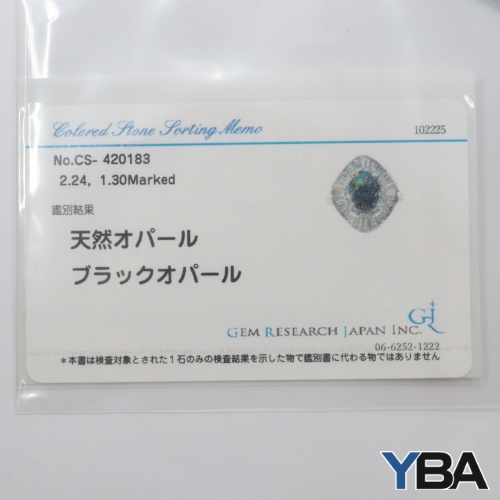 Colored Stone Sorting Memo
102225
No.CS- 420183
2.24, 1.30Marked
鑑別結果
天然オパール
ブラックオパール
GJ
GEM RESEARCH JAPAN INC.
06-6252-1222
*本書は検査対象とされた1石のみの検査結果を示した物で鑑別書に代わる物ではありません
YBA